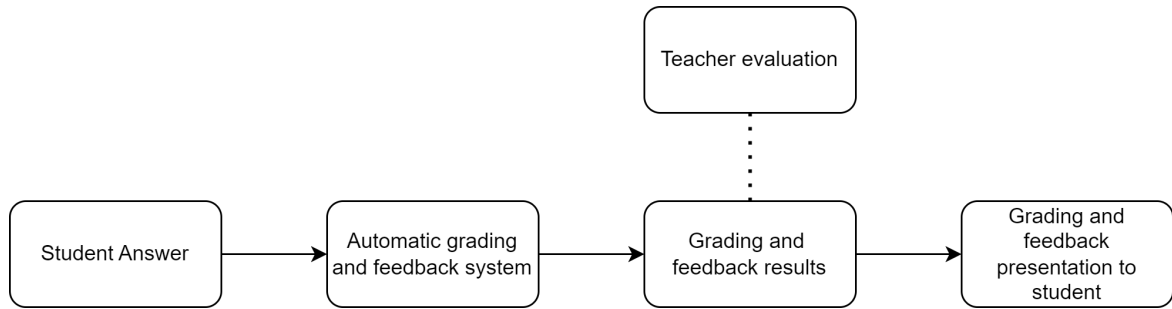 Teacher evaluation
Student Answer
Automatic grading
and feedback system
Grading and
feedback results
Grading and
feedback
presentation to
student